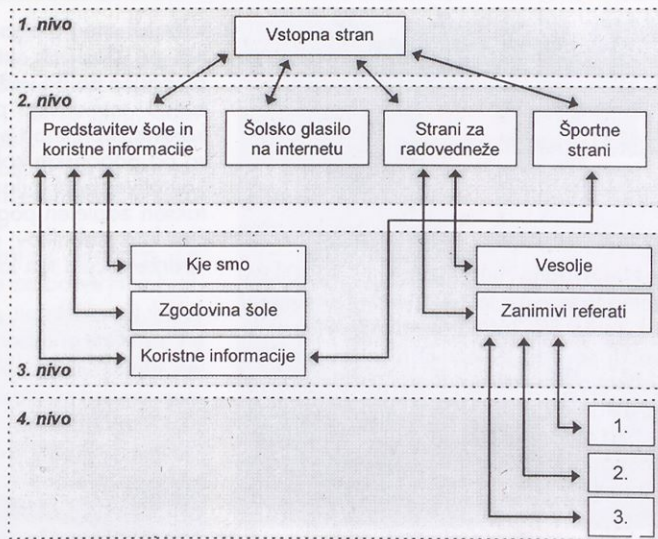 1. nivo
Vstopna stran
2. nivo
Predstavitev šole in
koristne informacije
Šolsko glasilo
na internetu
Strani za
radovedneže
Športne
strani
Kje smo
Vesolje
Zgodovina šole
Zanimivi referati
Koristne informacije
3. nivo
4. nivo
1.
2.
3.